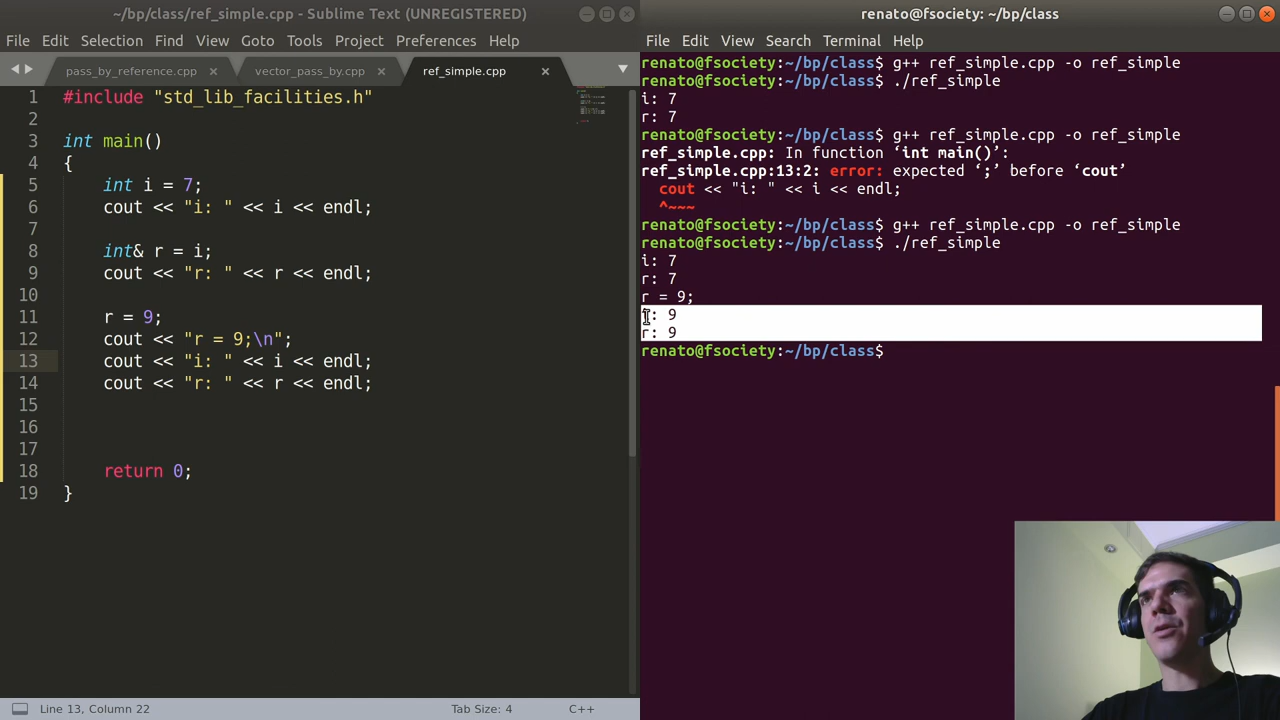 ~/bp/class/ref_simple.cpp - Sublime Text (UNREGISTERED)
File Edit Selection Find View Goto Tools Project Preferences Help
pass_by_reference.cpp vector_pass_by.cpp ref_simple.cpp
1 #include "std_lib_facilities.h"
2
3 int main()
4 {
5 int i = 7;
6 cout << "i: " << i << endl;
7
8 int& r = i;
9 cout << "r: " << r << endl;
10
11 r = 9;
12 cout << "r = 9;\n";
13 cout << "i: " << i << endl;
14 cout << "r: " << r << endl;
15
16
17
18 return 0;
19 }
Line 13, Column 22 Tab Size: 4 C++
renato@fsociety: ~/bp/class
File Edit View Search Terminal Help
renato@fsociety:~/bp/class$ g++ ref_simple.cpp -o ref_simple
renato@fsociety:~/bp/class$ ./ref_simple
i: 7
r: 7
renato@fsociety:~/bp/class$ g++ ref_simple.cpp -o ref_simple
ref_simple.cpp: In function ‘int main()’:
ref_simple.cpp:13:2: error: expected ‘;’ before ‘cout’
cout << "i: " << i << endl;
^~~~
renato@fsociety:~/bp/class$ g++ ref_simple.cpp -o ref_simple
renato@fsociety:~/bp/class$ ./ref_simple
i: 7
r: 7
r = 9;
i: 9
r: 9
renato@fsociety:~/bp/class$